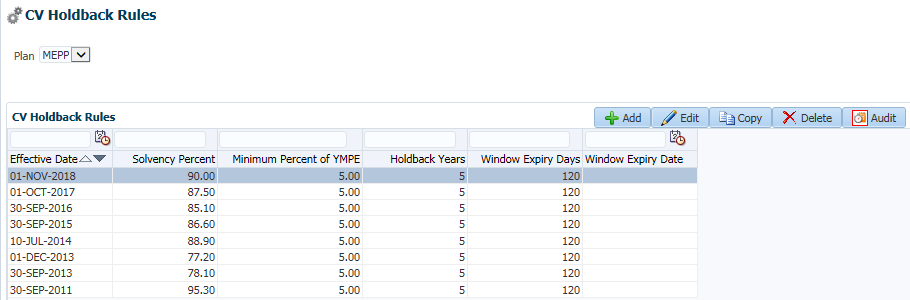 CV Holdback Rules
Plan MEPP
CV Holdback Rules Add Edit Copy Delete Audit
Effective Date Solvency Percent Minimum Percent of YMPE Holdback Years Window Expiry Days Window Expiry Date
01-NOV-2018 90.00 5.00 5 120
01-OCT-2017 87.50 5.00 5 120
30-SEP-2016 85.10 5.00 5 120
30-SEP-2015 86.60 5.00 5 120
10-JUL-2014 88.90 5.00 5 120
01-DEC-2013 77.20 5.00 5 120
30-SEP-2013 78.10 5.00 5 120
30-SEP-2011 95.30 5.00 5 120